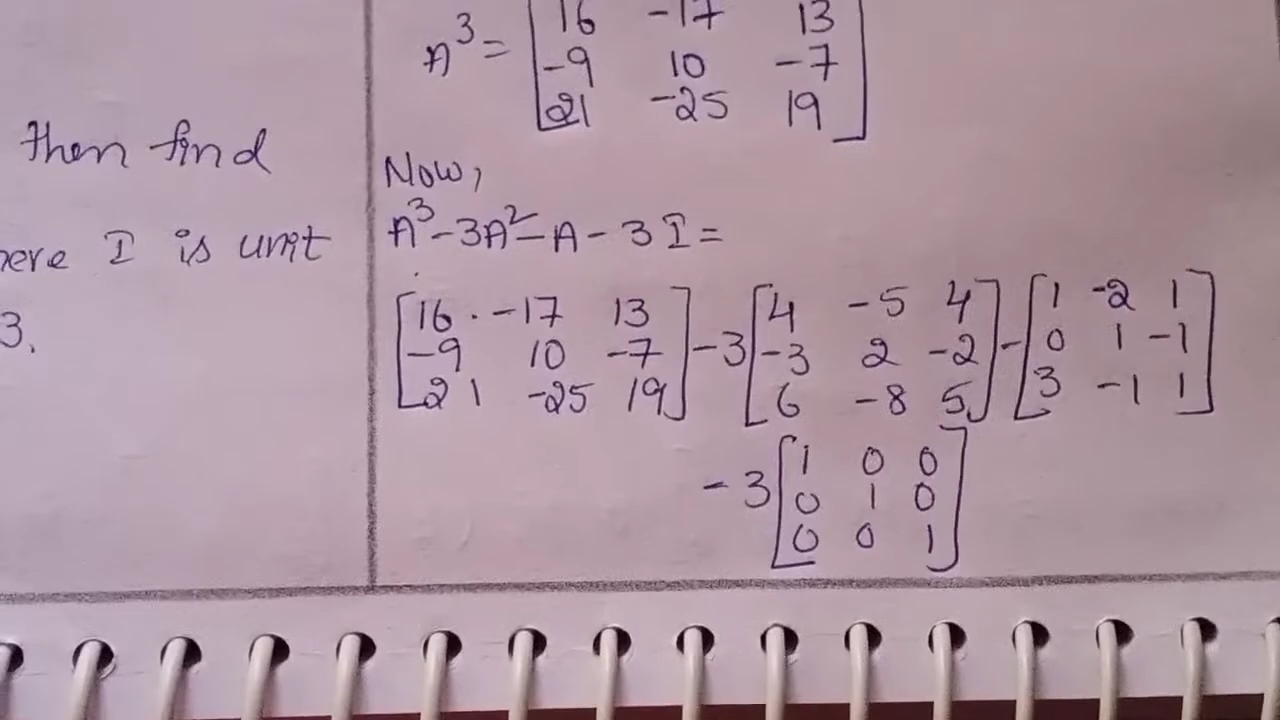 then find
here I is unit
3.
A³ = [16 -17 13
-9 10 -7
21 -25 19]
Now,
A³-3A²-A-3I=
[16 -17 13 -3[4 -5 4 -[1 -2 1
-9 10 -7] -3 2 -2] 0 1 -1]
21 -25 19 6 -8 5 3 -1 1
-3[1 0 0
0 1 0
0 0 1]